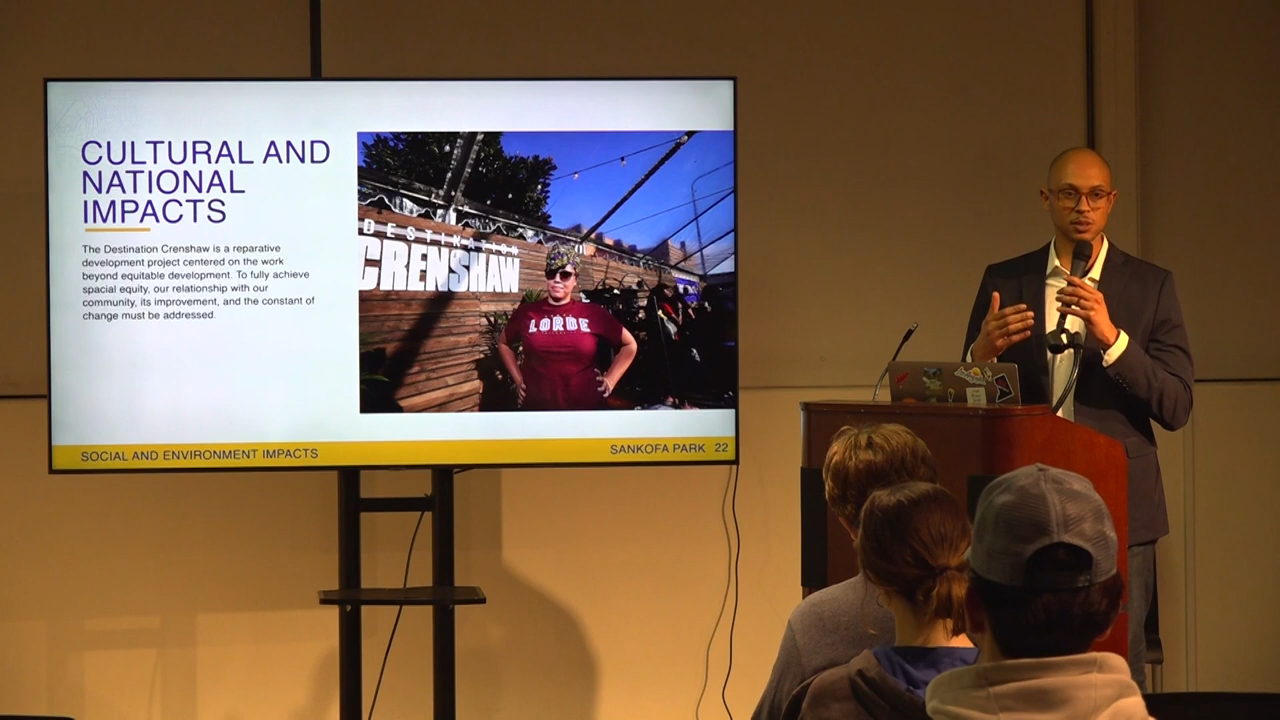 CULTURAL AND
NATIONAL
IMPACTS
The Destination Crenshaw is a reparative
development project centered on the work
beyond equitable development. To fully achieve
spacial equity, our relationship with our
community, its improvement, and the constant of
change must be addressed.
DESTINATION
CRENSHAW
LORDE
SOCIAL AND ENVIRONMENT IMPACTS
SANKOFA PARK 22